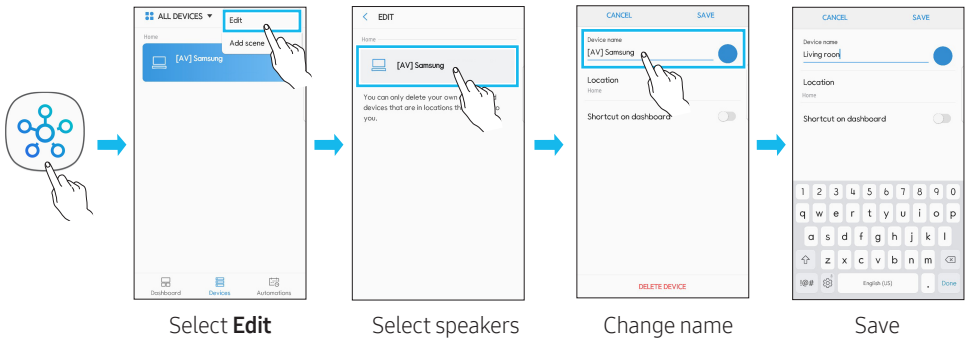 ALL DEVICES ▼
Edit
Add scene
Home
[AV] Samsung
Dashboard
Devices
Automations
Select Edit
EDIT
Home
[AV] Samsung
You can only delete your own
devices that are in locations
you.
Select speakers
CANCEL
SAVE
Device name
[AV] Samsung
Location
Home
Shortcut on dashboard
DELETE DEVICE
Change name
CANCEL
SAVE
Device name
Living roon
Location
Home
Shortcut on dashboard
1 2 3 4 5 6 7 8 9 0
q w e r t y u i o p
a s d f g h j k l
z x c v b n m
!@# English (US) . Done
Save